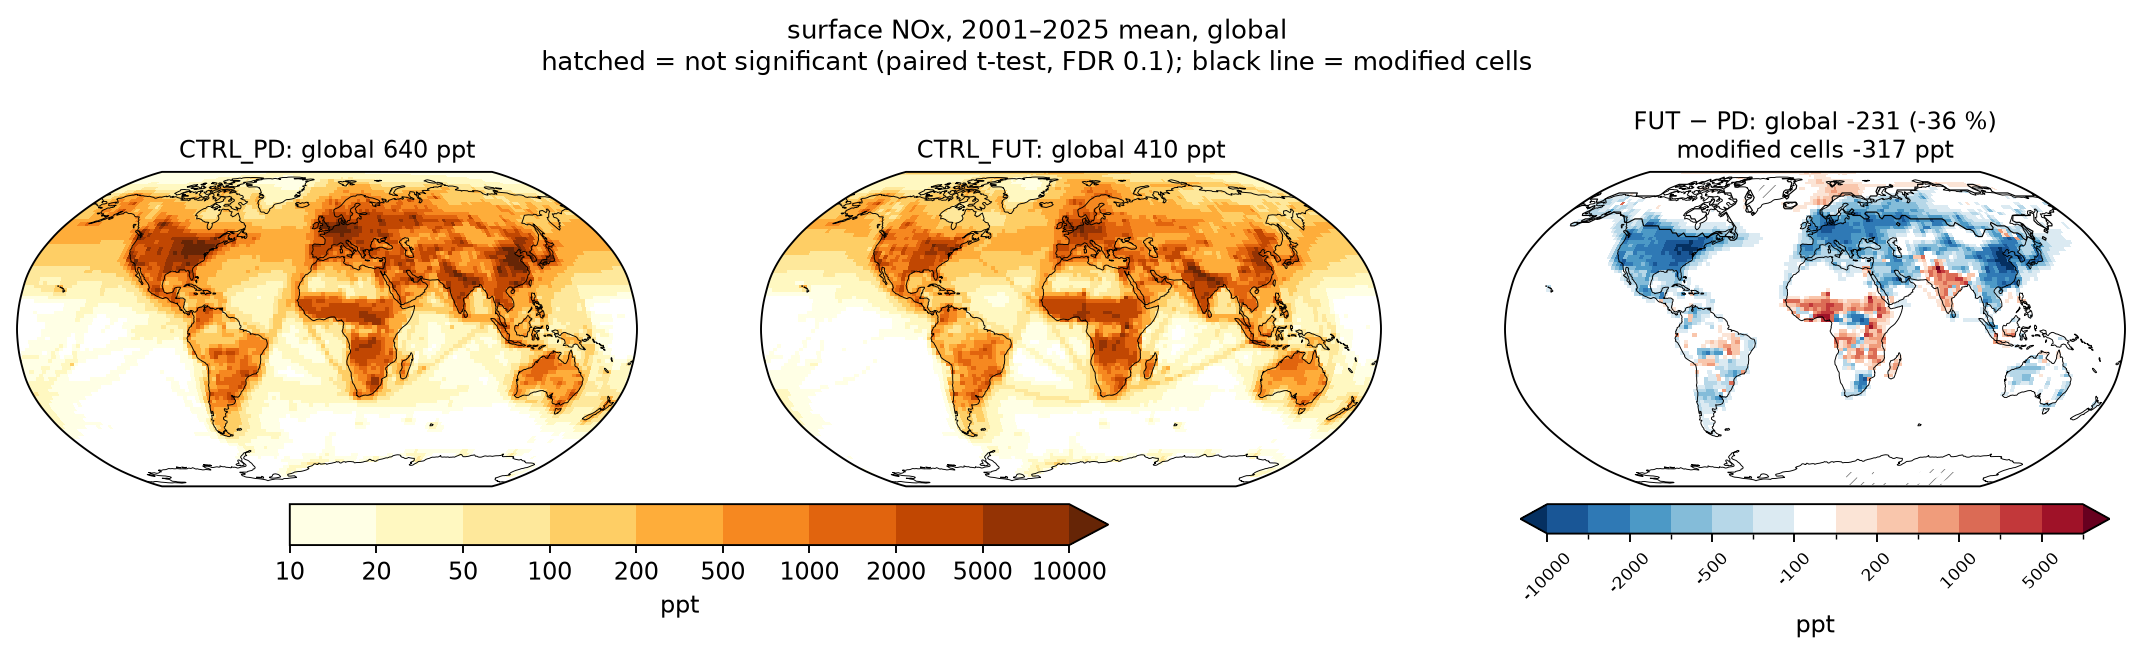 surface NOx, 2001–2025 mean, global
hatched = not significant (paired t-test, FDR 0.1); black line = modified cells
CTRL_PD: global 640 ppt
CTRL_FUT: global 410 ppt
FUT − PD: global -231 (-36 %)
modified cells -317 ppt
10 20 50 100 200 500 1000 2000 5000 10000
ppt
-10000 -2000 -500 -100 200 1000 5000
ppt